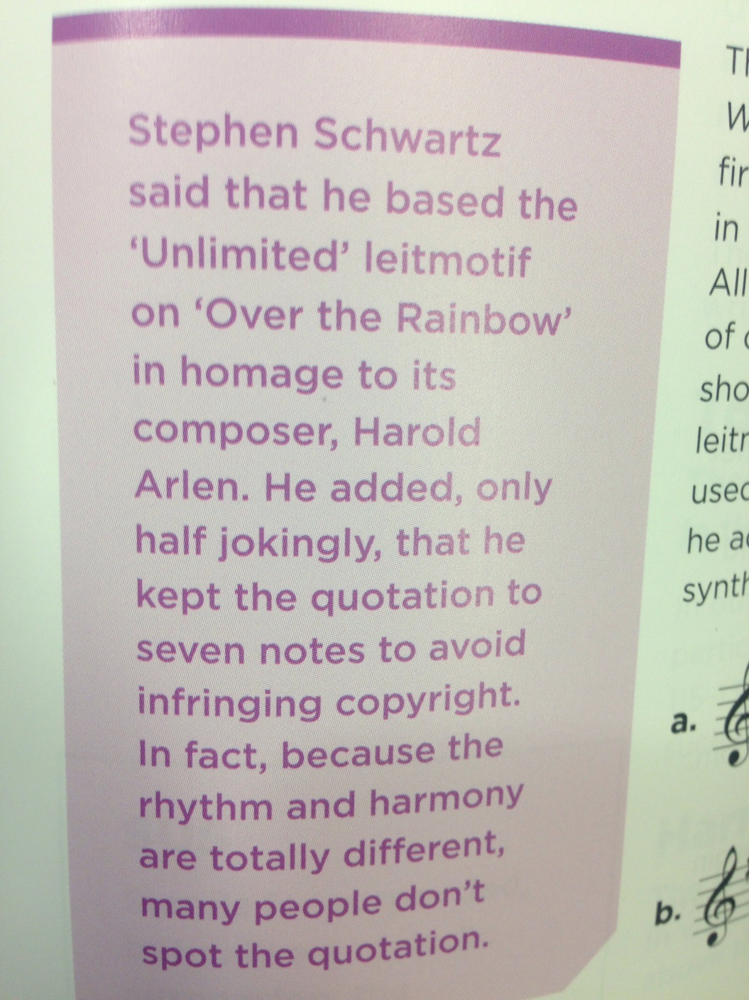 Stephen Schwartz
said that he based the
‘Unlimited’ leitmotif
on ‘Over the Rainbow’
in homage to its
composer, Harold
Arlen. He added, only
half jokingly, that he
kept the quotation to
seven notes to avoid
infringing copyright.
In fact, because the
rhythm and harmony
are totally different,
many people don’t
spot the quotation.
in
All
of
he
a.
b.